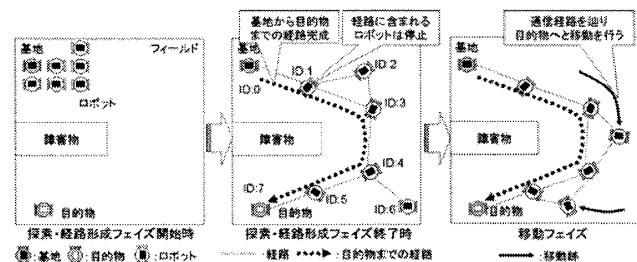 基地から目的物
までの経路完成
経路に含まれる
ロボットは停止
通信経路を辿り
目的物へと移動を行う
基地
フィールド
ロボット
障害物
目的物
探索・経路形成フェイズ開始時
基地
ID:0
ID:1
ID:2
ID:3
障害物
ID:4
ID:7
ID:5
ID:6
目的物
探索・経路形成フェイズ終了時
基地
障害物
目的物
移動フェイズ
:基地 :目的物 :ロボット :経路 :目的物までの経路 :移動跡